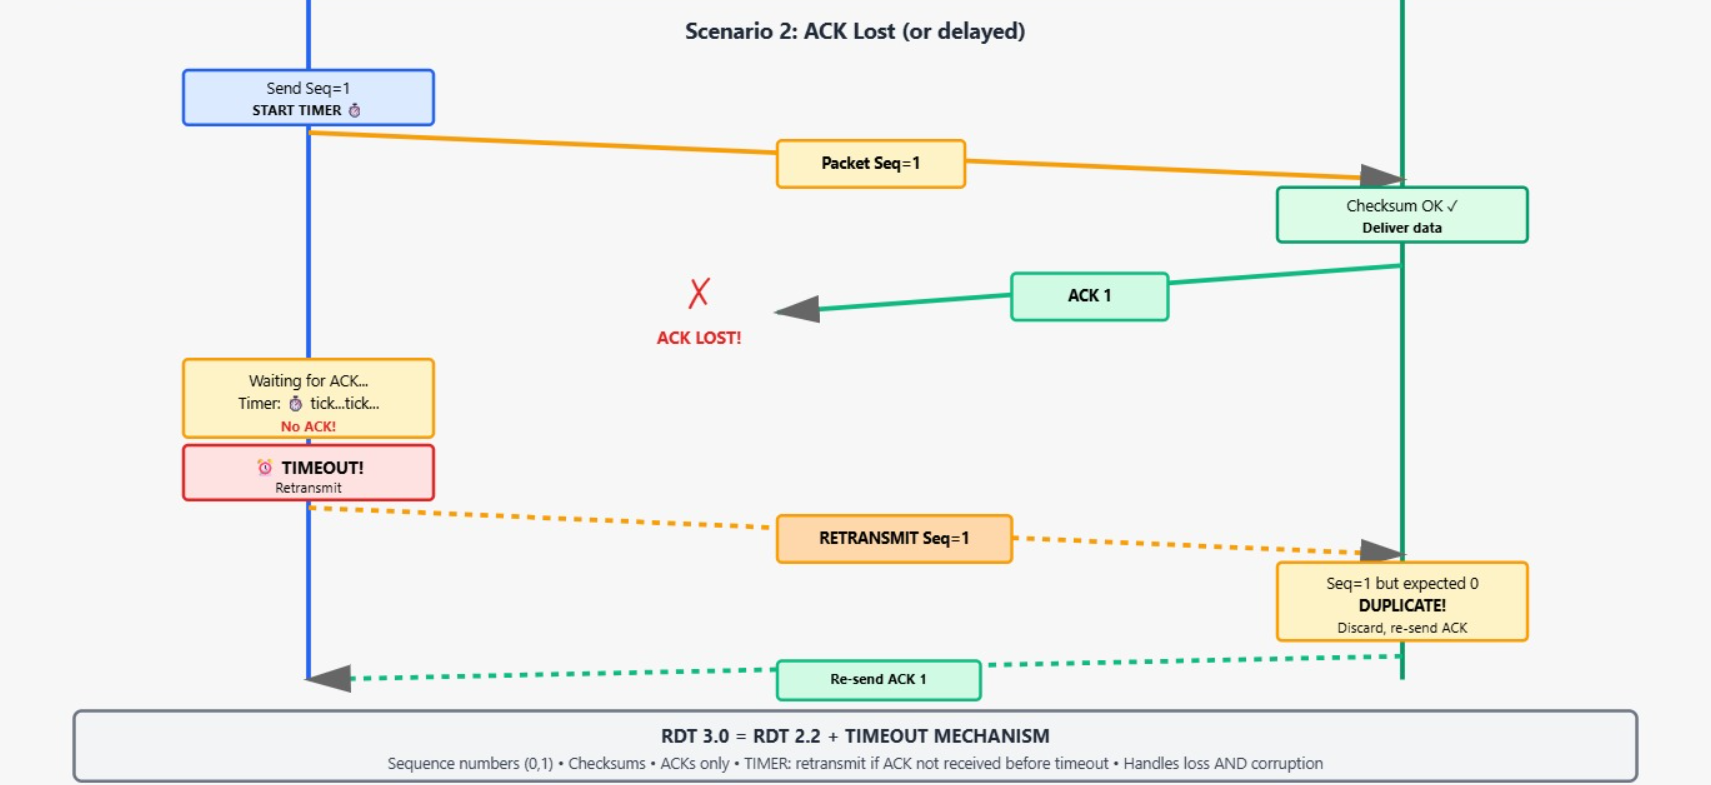 Scenario 2: ACK Lost (or delayed)
Send Seq=1
START TIMER ⏱
Packet Seq=1
Checksum OK ✓
Deliver data
ACK 1
✗
ACK LOST!
Waiting for ACK...
Timer: ⏱ tick...tick...
No ACK!
⏰ TIMEOUT!
Retransmit
RETRANSMIT Seq=1
Seq=1 but expected 0
DUPLICATE!
Discard, re-send ACK
Re-send ACK 1
RDT 3.0 = RDT 2.2 + TIMEOUT MECHANISM
Sequence numbers (0,1) • Checksums • ACKs only • TIMER: retransmit if ACK not received before timeout • Handles loss AND corruption